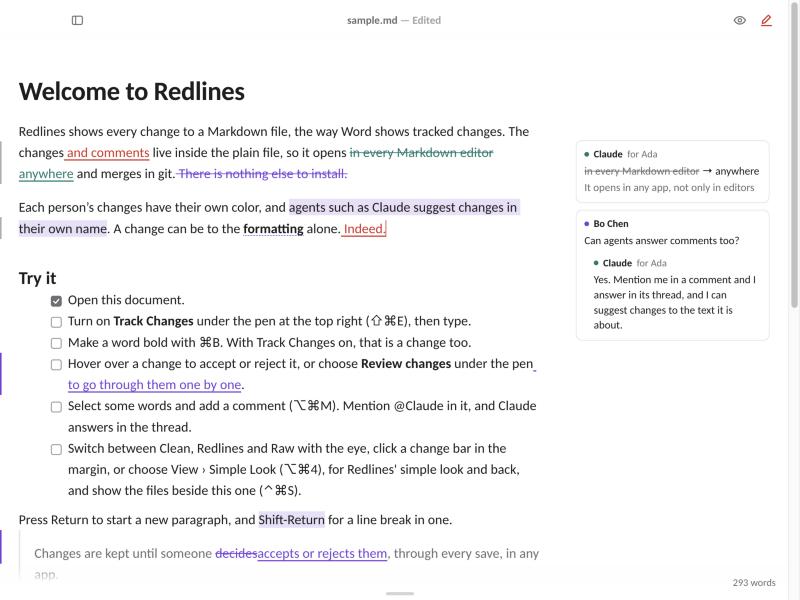 sample.md — Edited
Welcome to Redlines
Redlines shows every change to a Markdown file, the way Word shows tracked changes. The
changes and comments live inside the plain file, so it opens in every Markdown editor
anywhere and merges in git. There is nothing else to install.
Each person's changes have their own color, and agents such as Claude suggest changes in
their own name. A change can be to the formatting alone. Indeed.
Try it
Open this document.
Turn on Track Changes under the pen at the top right (⇧⌘E), then type.
Make a word bold with ⌘B. With Track Changes on, that is a change too.
Hover over a change to accept or reject it, or choose Review changes under the pen
to go through them one by one.
Select some words and add a comment (⌥⌘M). Mention @Claude in it, and Claude
answers in the thread.
Switch between Clean, Redlines and Raw with the eye, click a change bar in the
margin, or choose View › Simple Look (⌥⌘4), for Redlines' simple look and back,
and show the files beside this one (^⌘S).
Press Return to start a new paragraph, and Shift-Return for a line break in one.
Changes are kept until someone decidesaccepts or rejects them, through every save, in any
app.
Claude for Ada
in every Markdown editor → anywhere
It opens in any app, not only in editors
Bo Chen
Can agents answer comments too?
Claude for Ada
Yes. Mention me in a comment and I
answer in its thread, and I can
suggest changes to the text it is
about.
293 words